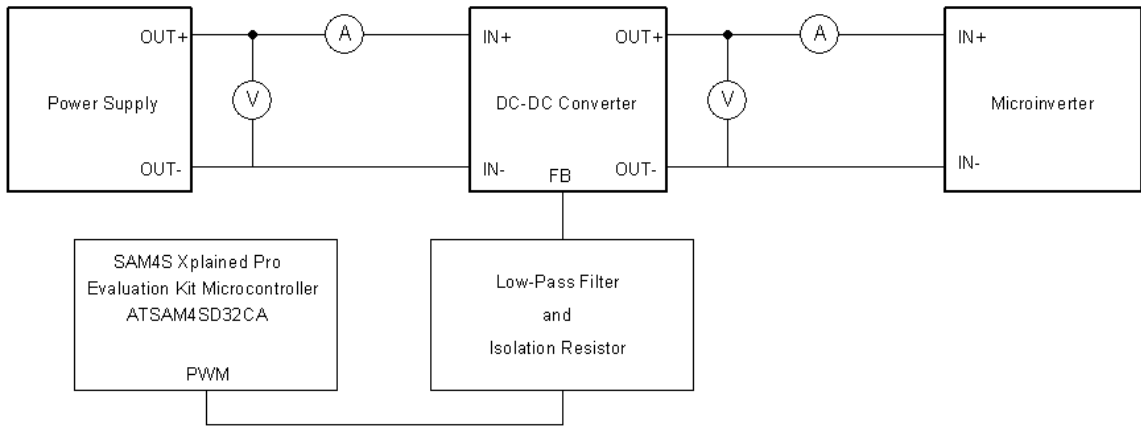 OUT+
A
IN+
OUT+
A
IN+
Power Supply
V
DC-DC Converter
V
Microinverter
OUT-
IN-
OUT-
IN-
FB
SAM4S Xplained Pro
Evaluation Kit Microcontroller
ATSAM4SD32CA
PWM
Low-Pass Filter
and
Isolation Resistor